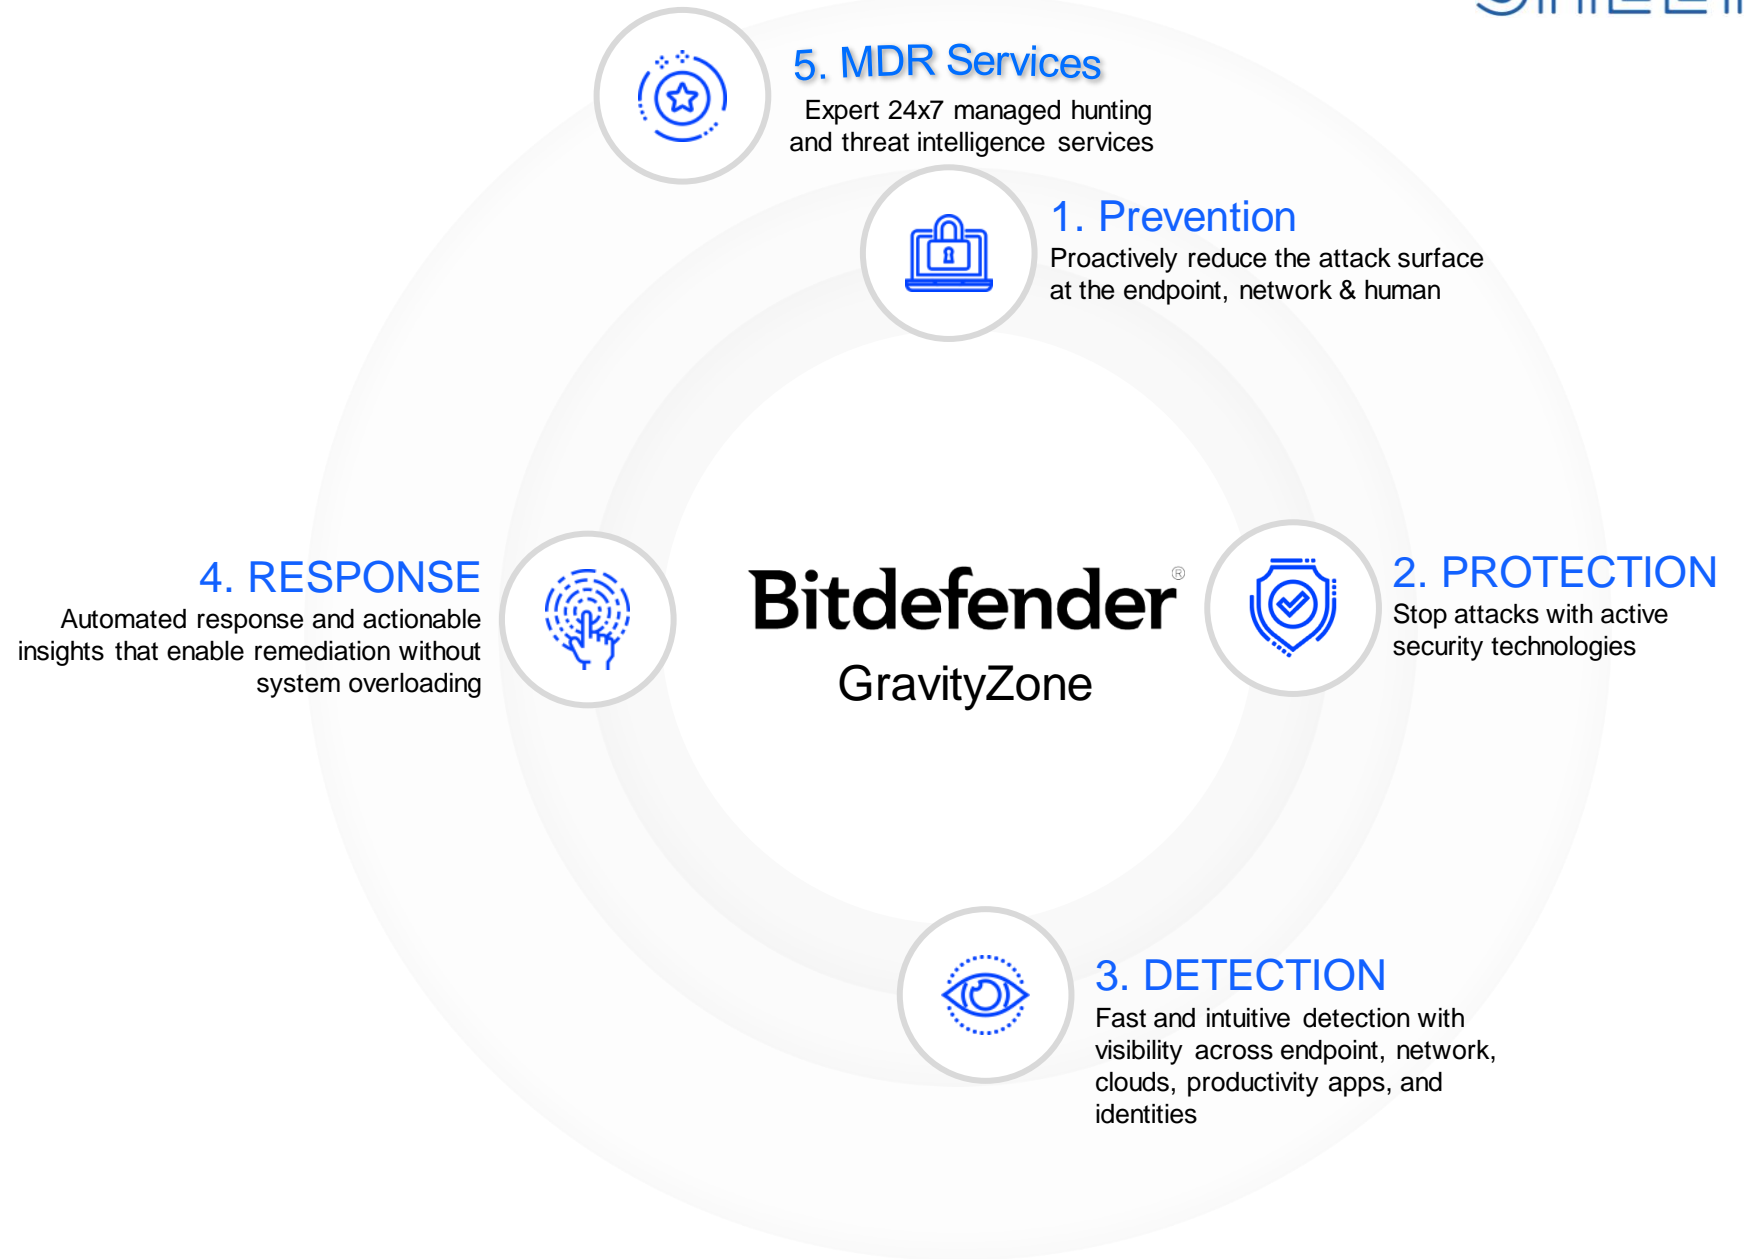 5. MDR Services
Expert 24x7 managed hunting
and threat intelligence services
1. Prevention
Proactively reduce the attack surface
at the endpoint, network & human
2. PROTECTION
Stop attacks with active
security technologies
3. DETECTION
Fast and intuitive detection with
visibility across endpoint, network,
clouds, productivity apps, and
identities
4. RESPONSE
Automated response and actionable
insights that enable remediation without
system overloading
Bitdefender®
GravityZone